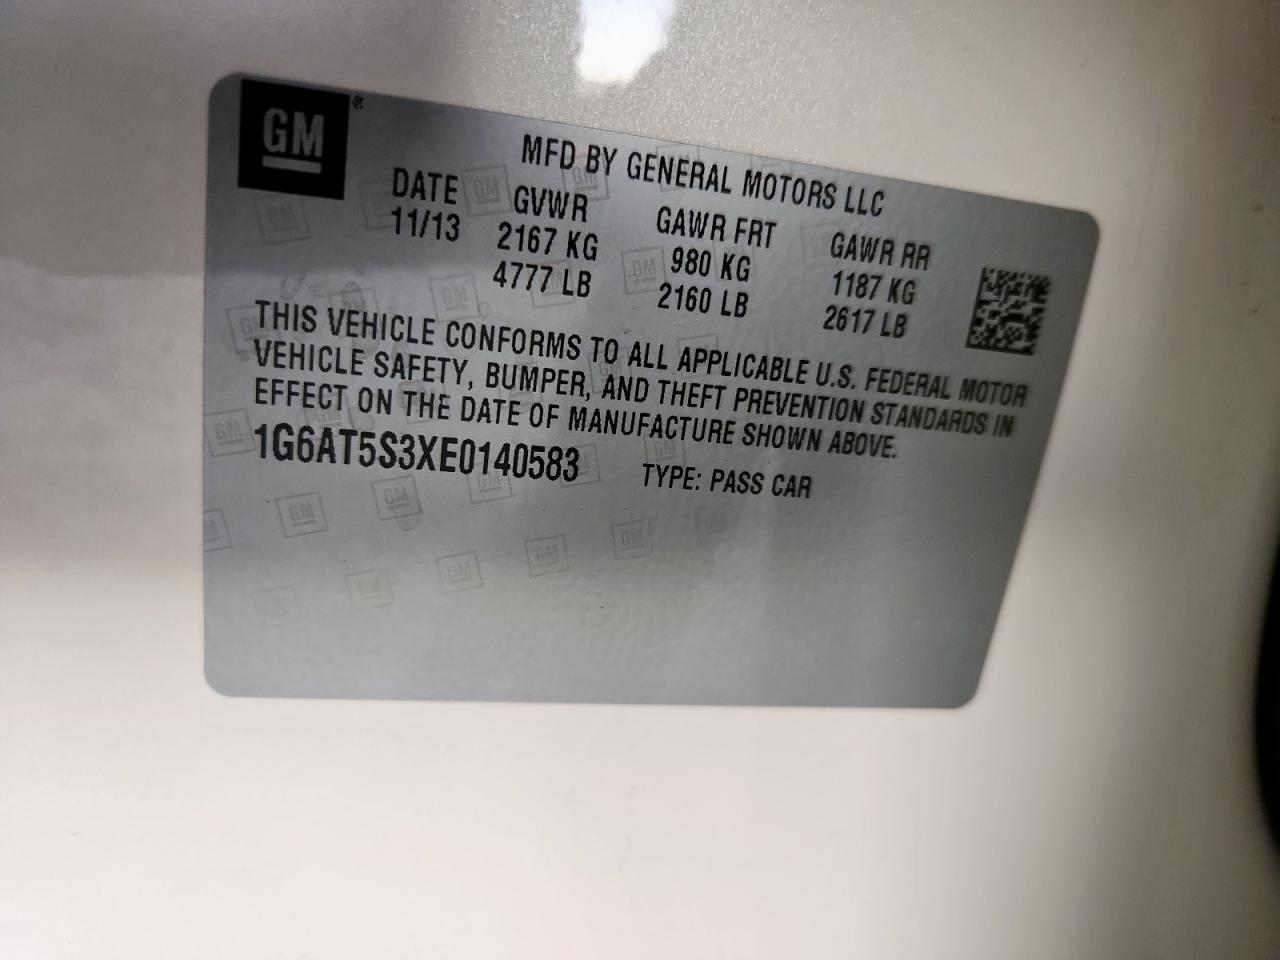 GM®
MFD BY GENERAL MOTORS LLC
DATE GVWR GAWR FRT GAWR RR
11/13 2167 KG 980 KG 1187 KG
4777 LB 2160 LB 2617 LB
THIS VEHICLE CONFORMS TO ALL APPLICABLE U.S. FEDERAL MOTOR
VEHICLE SAFETY, BUMPER, AND THEFT PREVENTION STANDARDS IN
EFFECT ON THE DATE OF MANUFACTURE SHOWN ABOVE.
1G6AT5S3XE0140583 TYPE: PASS CAR